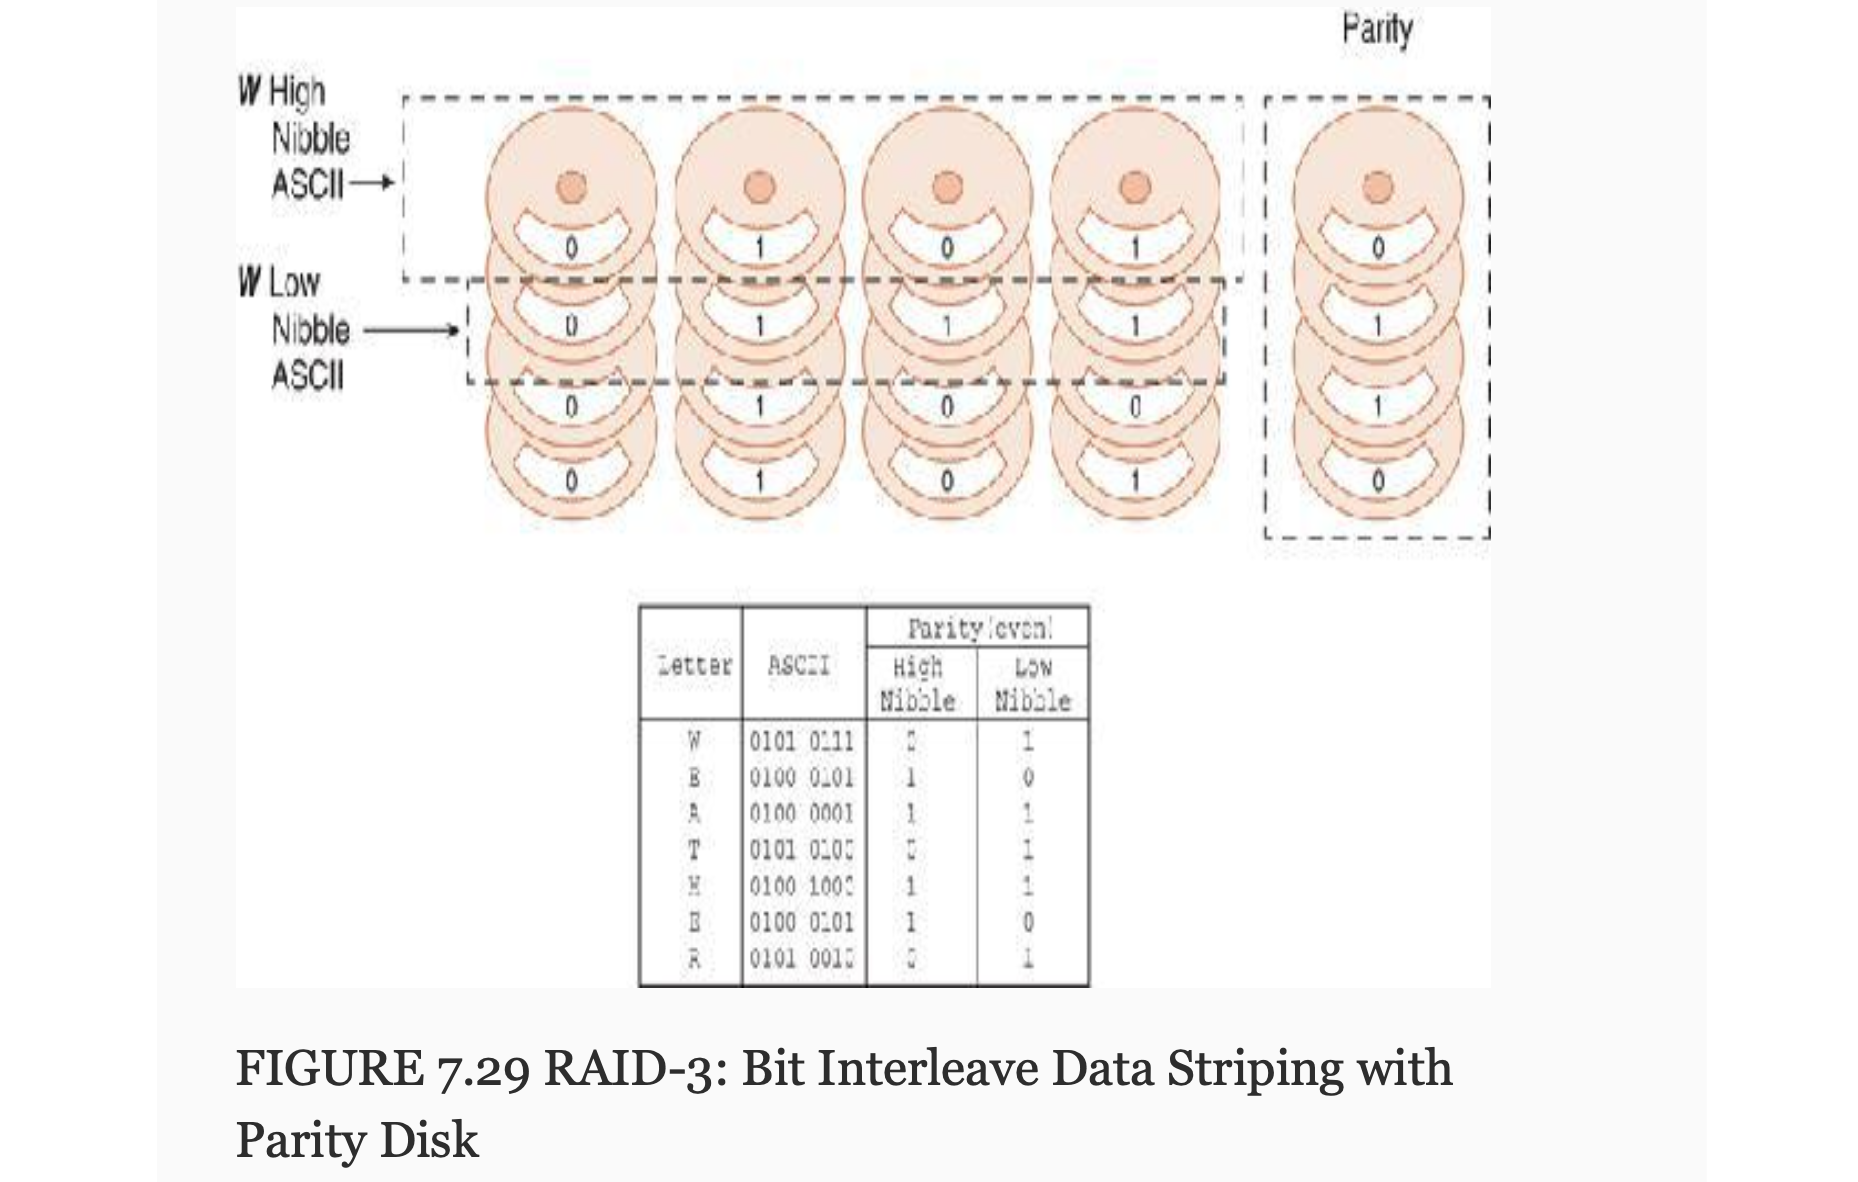 Parity
W High
Nibble
ASCII
0 1 0 1 0
W Low
Nibble
ASCII
0 1 1 1 1
0 1 0 0 1
0 1 0 1 0
Parity (even)
Letter ASCII High Nibble Low Nibble
W 0101 0111 0 1
E 0100 0101 1 0
A 0100 0001 1 1
T 0101 0100 0 1
H 0100 1000 1 1
E 0100 0101 1 0
R 0101 0010 0 1
FIGURE 7.29 RAID-3: Bit Interleave Data Striping with
Parity Disk